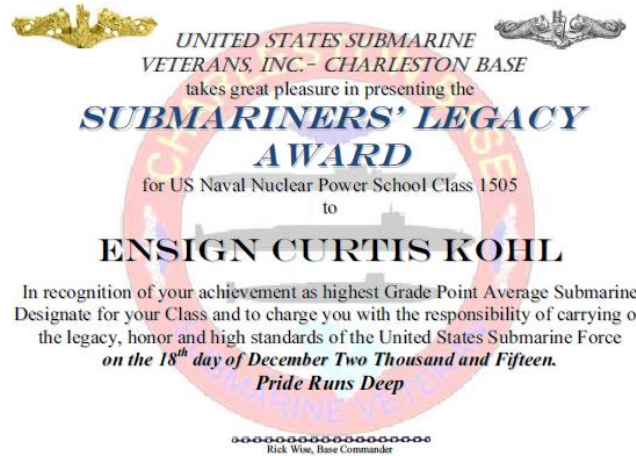 UNITED STATES SUBMARINE
VETERANS, INC.– CHARLESTON BASE
takes great pleasure in presenting the
SUBMARINERS' LEGACY
AWARD
for US Naval Nuclear Power School Class 1505
to
ENSIGN CURTIS KOHL
In recognition of your achievement as highest Grade Point Average Submarine
Designate for your Class and to charge you with the responsibility of carrying o
the legacy, honor and high standards of the United States Submarine Force
on the 18th day of December Two Thousand and Fifteen.
Pride Runs Deep
Rick Wise, Base Commander
CHARLESTON BASE
SUBMARINE VETERANS